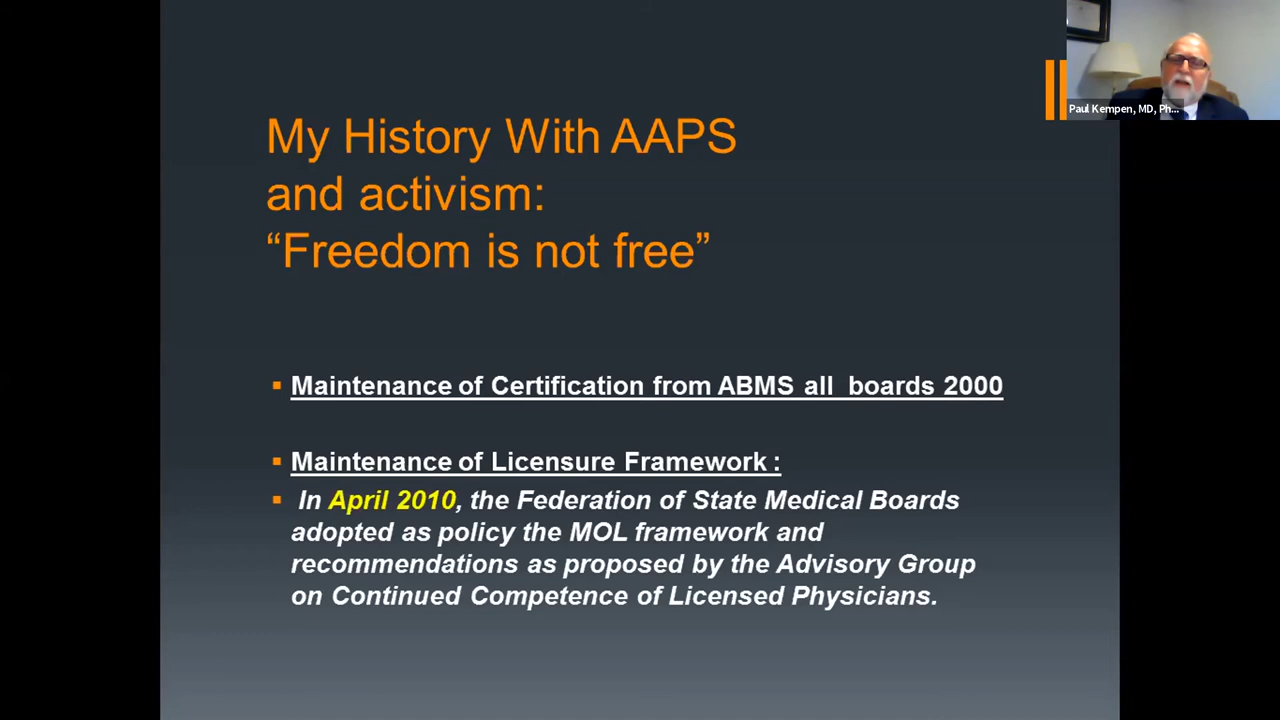 Paul Kempen, MD, Ph...
My History With AAPS
and activism:
“Freedom is not free”
Maintenance of Certification from ABMS all boards 2000
Maintenance of Licensure Framework :
In April 2010, the Federation of State Medical Boards
adopted as policy the MOL framework and
recommendations as proposed by the Advisory Group
on Continued Competence of Licensed Physicians.